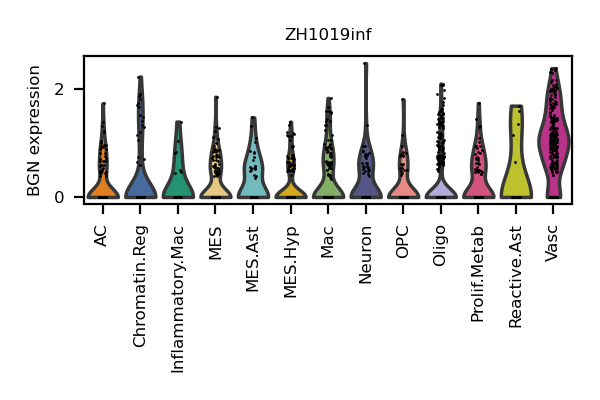 ZH1019inf
BGN expression
2
0
AC
Chromatin.Reg
Inflammatory.Mac
MES
MES.Ast
MES.Hyp
Mac
Neuron
OPC
Oligo
Prolif.Metab
Reactive.Ast
Vasc